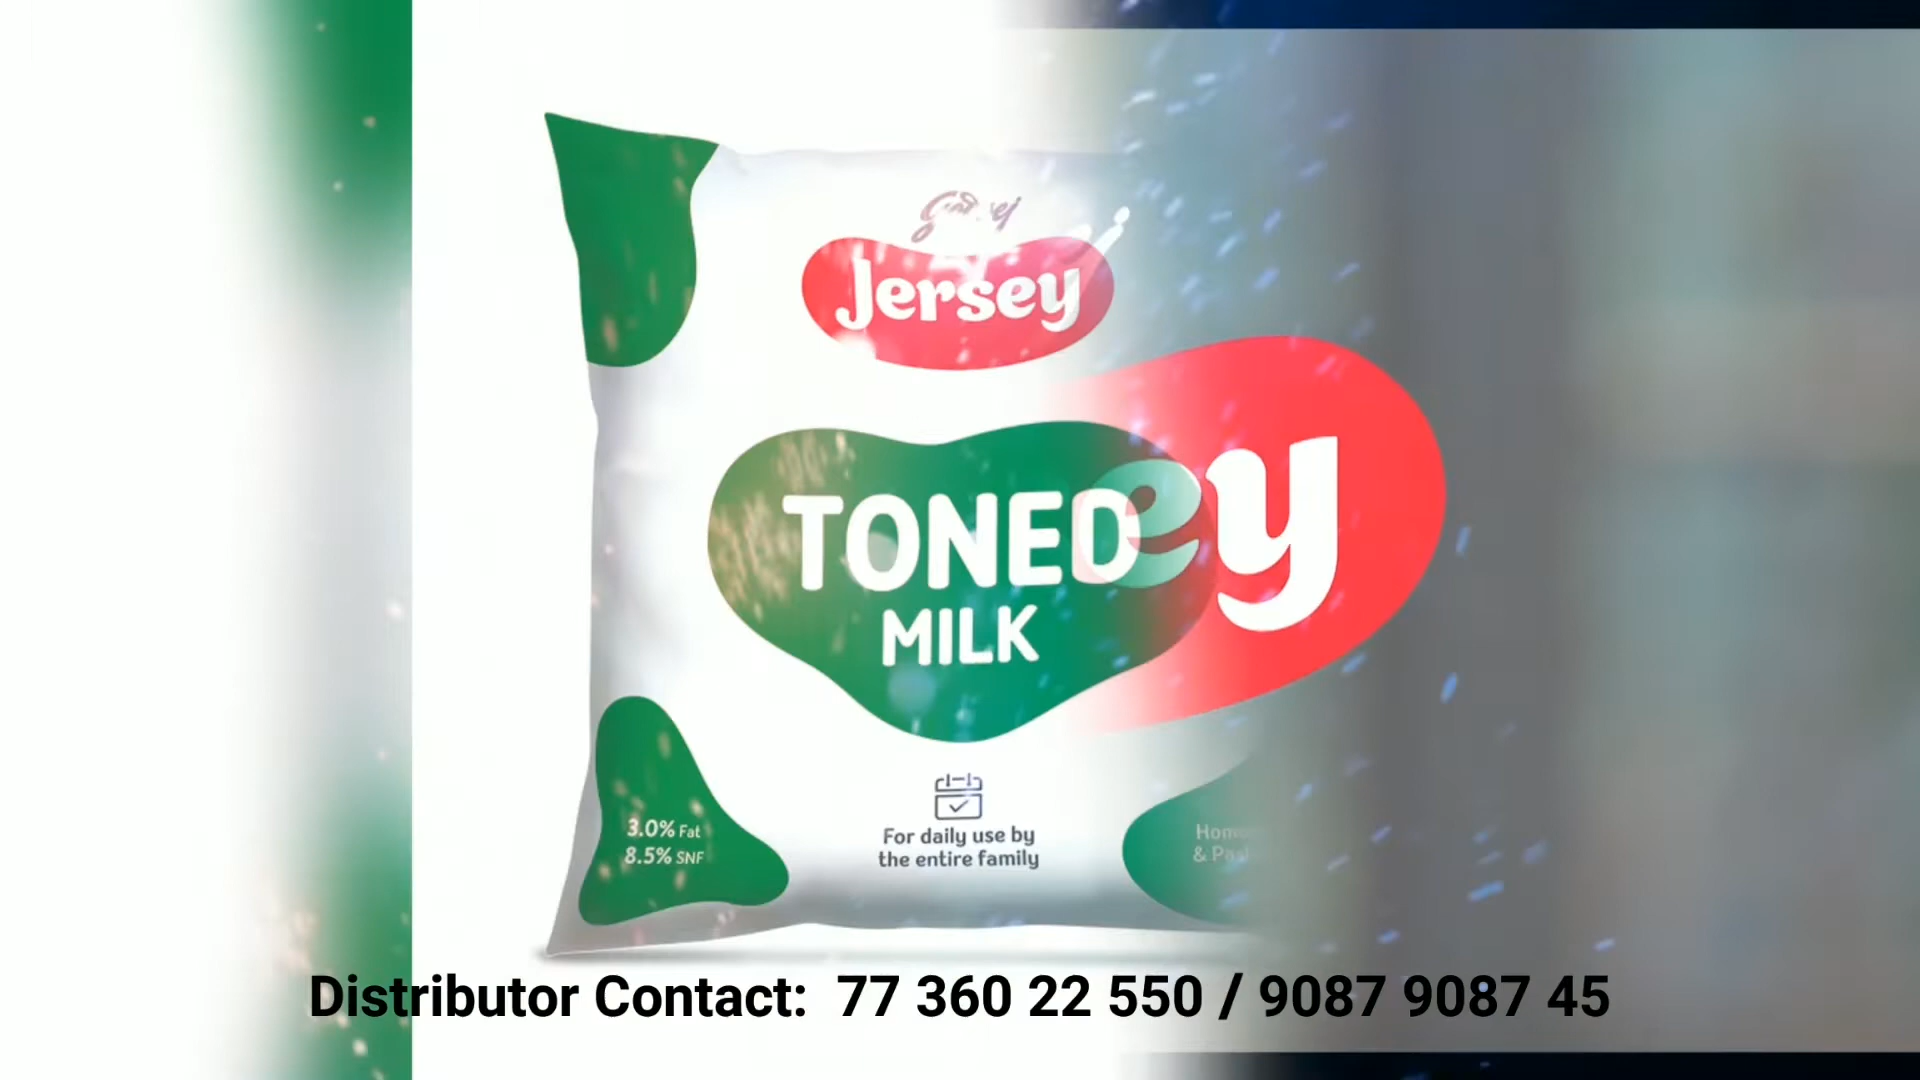 Godrej
Jersey
TONED
MILK
ey
3.0% Fat
8.5% SNF
For daily use by
the entire family
Distributor Contact: 77 360 22 550 / 9087 9087 45